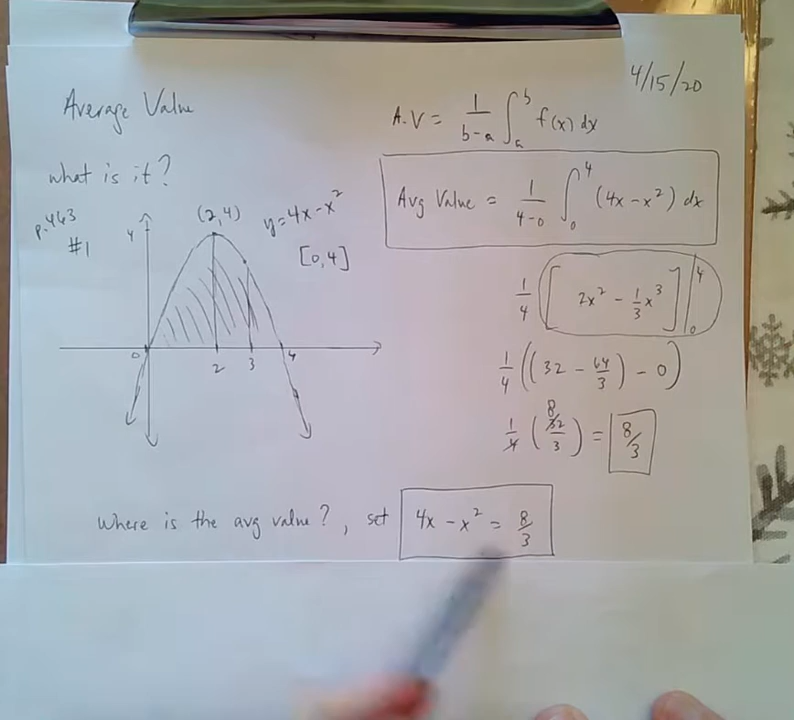 4/15/20
Average Value
A.V = 1/(b-a) ∫_a^b f(x) dx
what is it?
Avg Value = 1/(4-0) ∫_0^4 (4x - x²) dx
p.463
#1
(2,4)
y = 4x - x²
[0,4]
4
0
2
3
4
1/4 [2x² - 1/3 x³] |_0^4
1/4 ((32 - 64/3) - 0)
1/4 (32/3) = 8/3
8
Where is the avg value?, set 4x - x² = 8/3